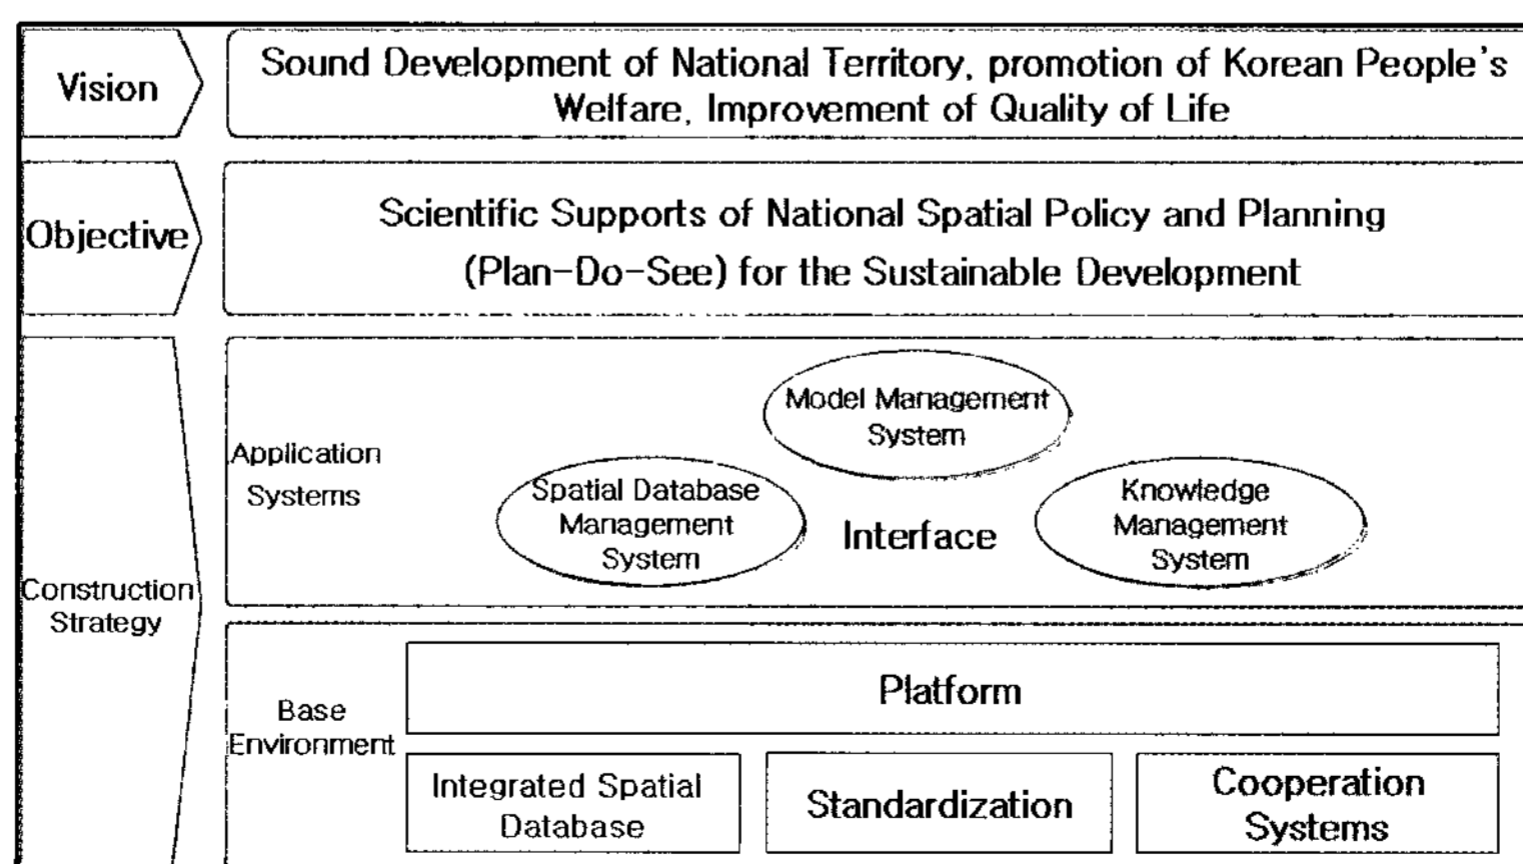 Vision
Sound Development of National Territory, promotion of Korean People's
Welfare, Improvement of Quality of Life
Objective
Scientific Supports of National Spatial Policy and Planning
(Plan-Do-See) for the Sustainable Development
Construction
Strategy
Application
Systems
Model Management
System
Spatial Database
Management
System
Interface
Knowledge
Management
System
Base
Environment
Platform
Integrated Spatial
Database
Standardization
Cooperation
Systems